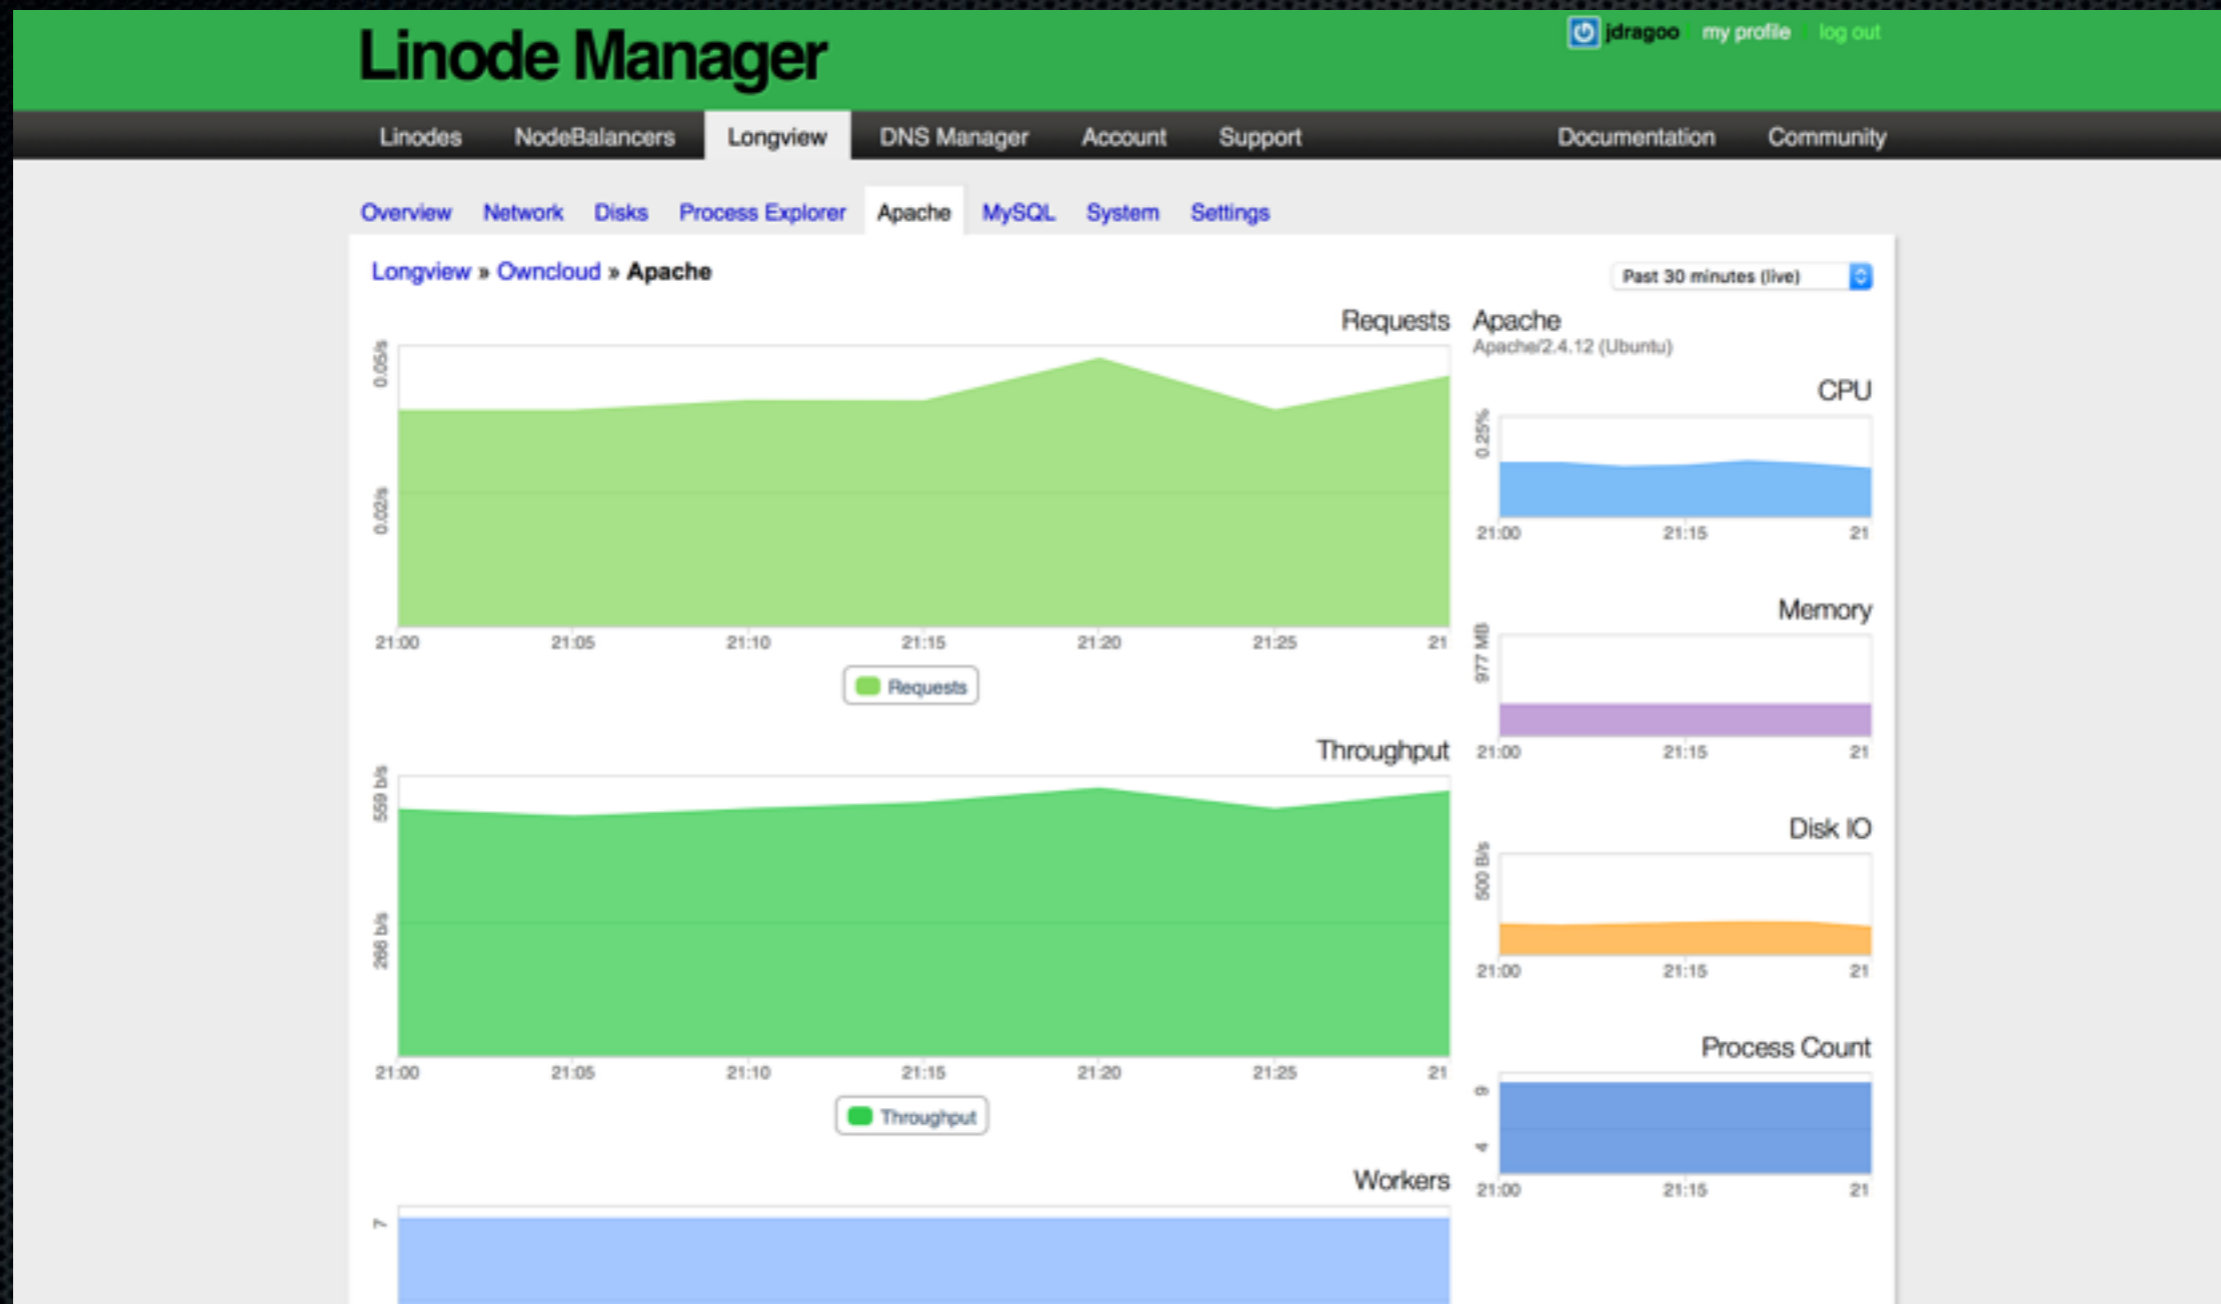 Linode Manager
jdragoo my profile log out
Linodes NodeBalancers Longview DNS Manager Account Support Documentation Community
Overview Network Disks Process Explorer Apache MySQL System Settings
Longview » Owncloud » Apache
Past 30 minutes (live)
Requests
0.05/s
0.02/s
21:00 21:05 21:10 21:15 21:20 21:25 21
Requests
Throughput
559 b/s
266 b/s
21:00 21:05 21:10 21:15 21:20 21:25 21
Throughput
Workers
7
Apache
Apache/2.4.12 (Ubuntu)
CPU
0.25%
21:00 21:15 21
Memory
977 MB
21:00 21:15 21
Disk IO
500 B/s
21:00 21:15 21
Process Count
9
4
21:00 21:15 21